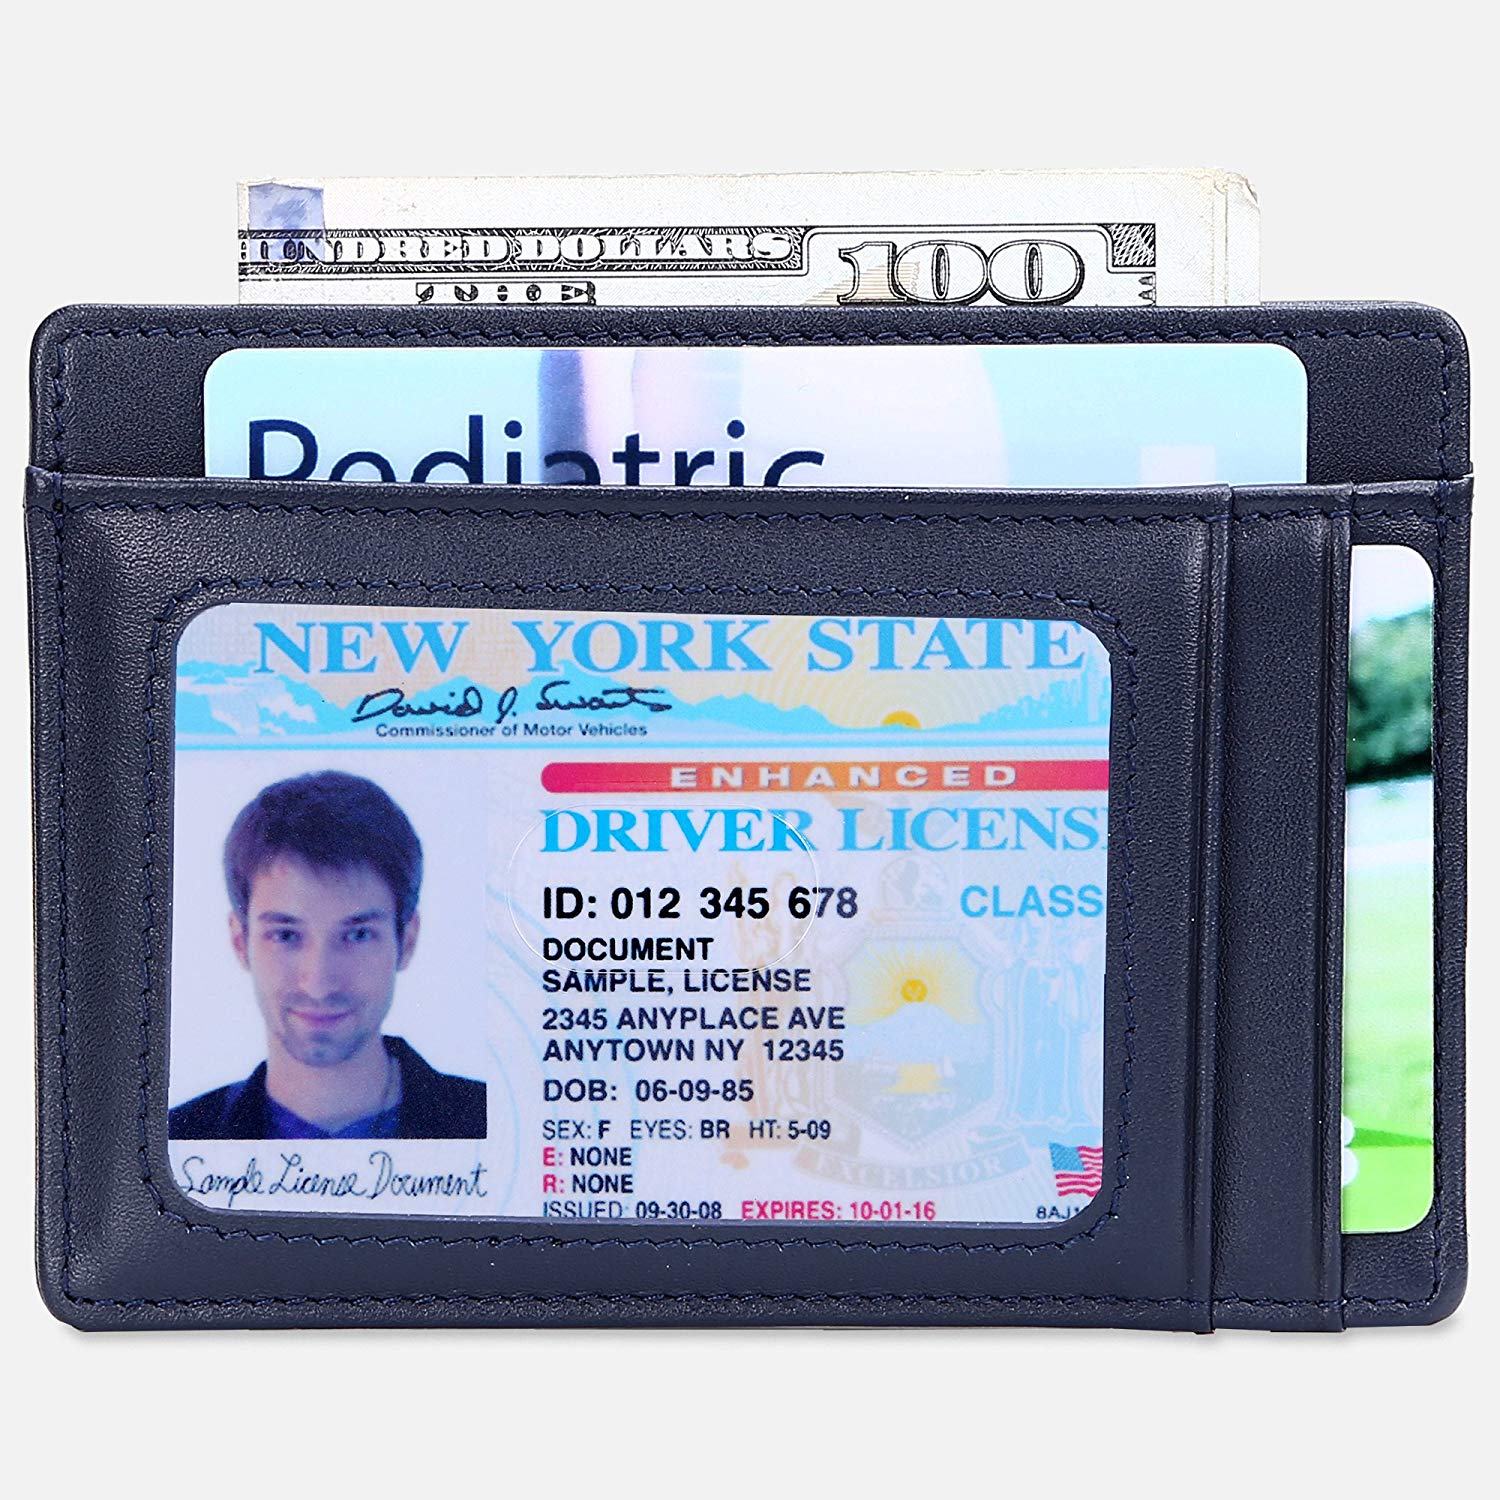 HUNDRED DOLLARS 100
THE
Pediatric
NEW YORK STATE
David J. Swarts
Commissioner of Motor Vehicles
ENHANCED
DRIVER LICENS
ID: 012 345 678 CLASS
DOCUMENT
SAMPLE, LICENSE
2345 ANYPLACE AVE
ANYTOWN NY 12345
DOB: 06-09-85
SEX: F EYES: BR HT: 5-09
E: NONE
EXCELSIOR
R: NONE
Sample License Document
ISSUED: 09-30-08 EXPIRES: 10-01-16
8AJ1